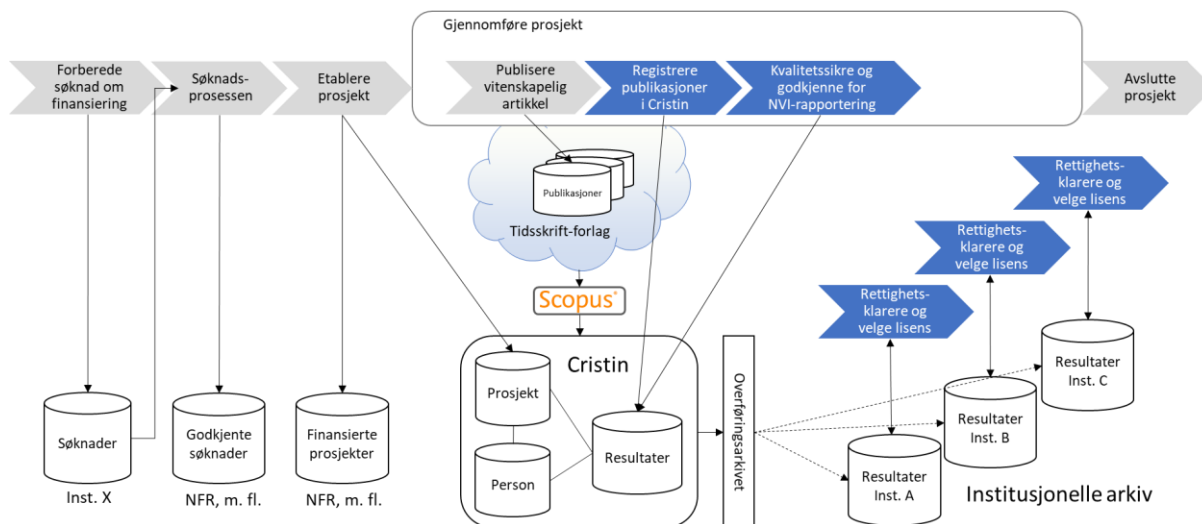 Gjennomføre prosjekt
Forberede
søknad om
finansiering
Søknads-
prosessen
Etablere
prosjekt
Publisere
vitenskapelig
artikkel
Registrere
publikasjoner
i Cristin
Kvalitetssikre og
godkjenne for
NVI-rapportering
Avslutte
prosjekt
Publikasjoner
Tidsskrift-forlag
Scopus®
Rettighets-
klarere og
velge lisens
Rettighets-
klarere og
velge lisens
Rettighets-
klarere og
velge lisens
Cristin
Prosjekt
Person
Resultater
Overføringsarkivet
Resultater
Inst. C
Resultater
Inst. B
Resultater
Inst. A
Institusjonelle arkiv
Søknader
Inst. X
Godkjente
søknader
NFR, m. fl.
Finansierte
prosjekter
NFR, m. fl.